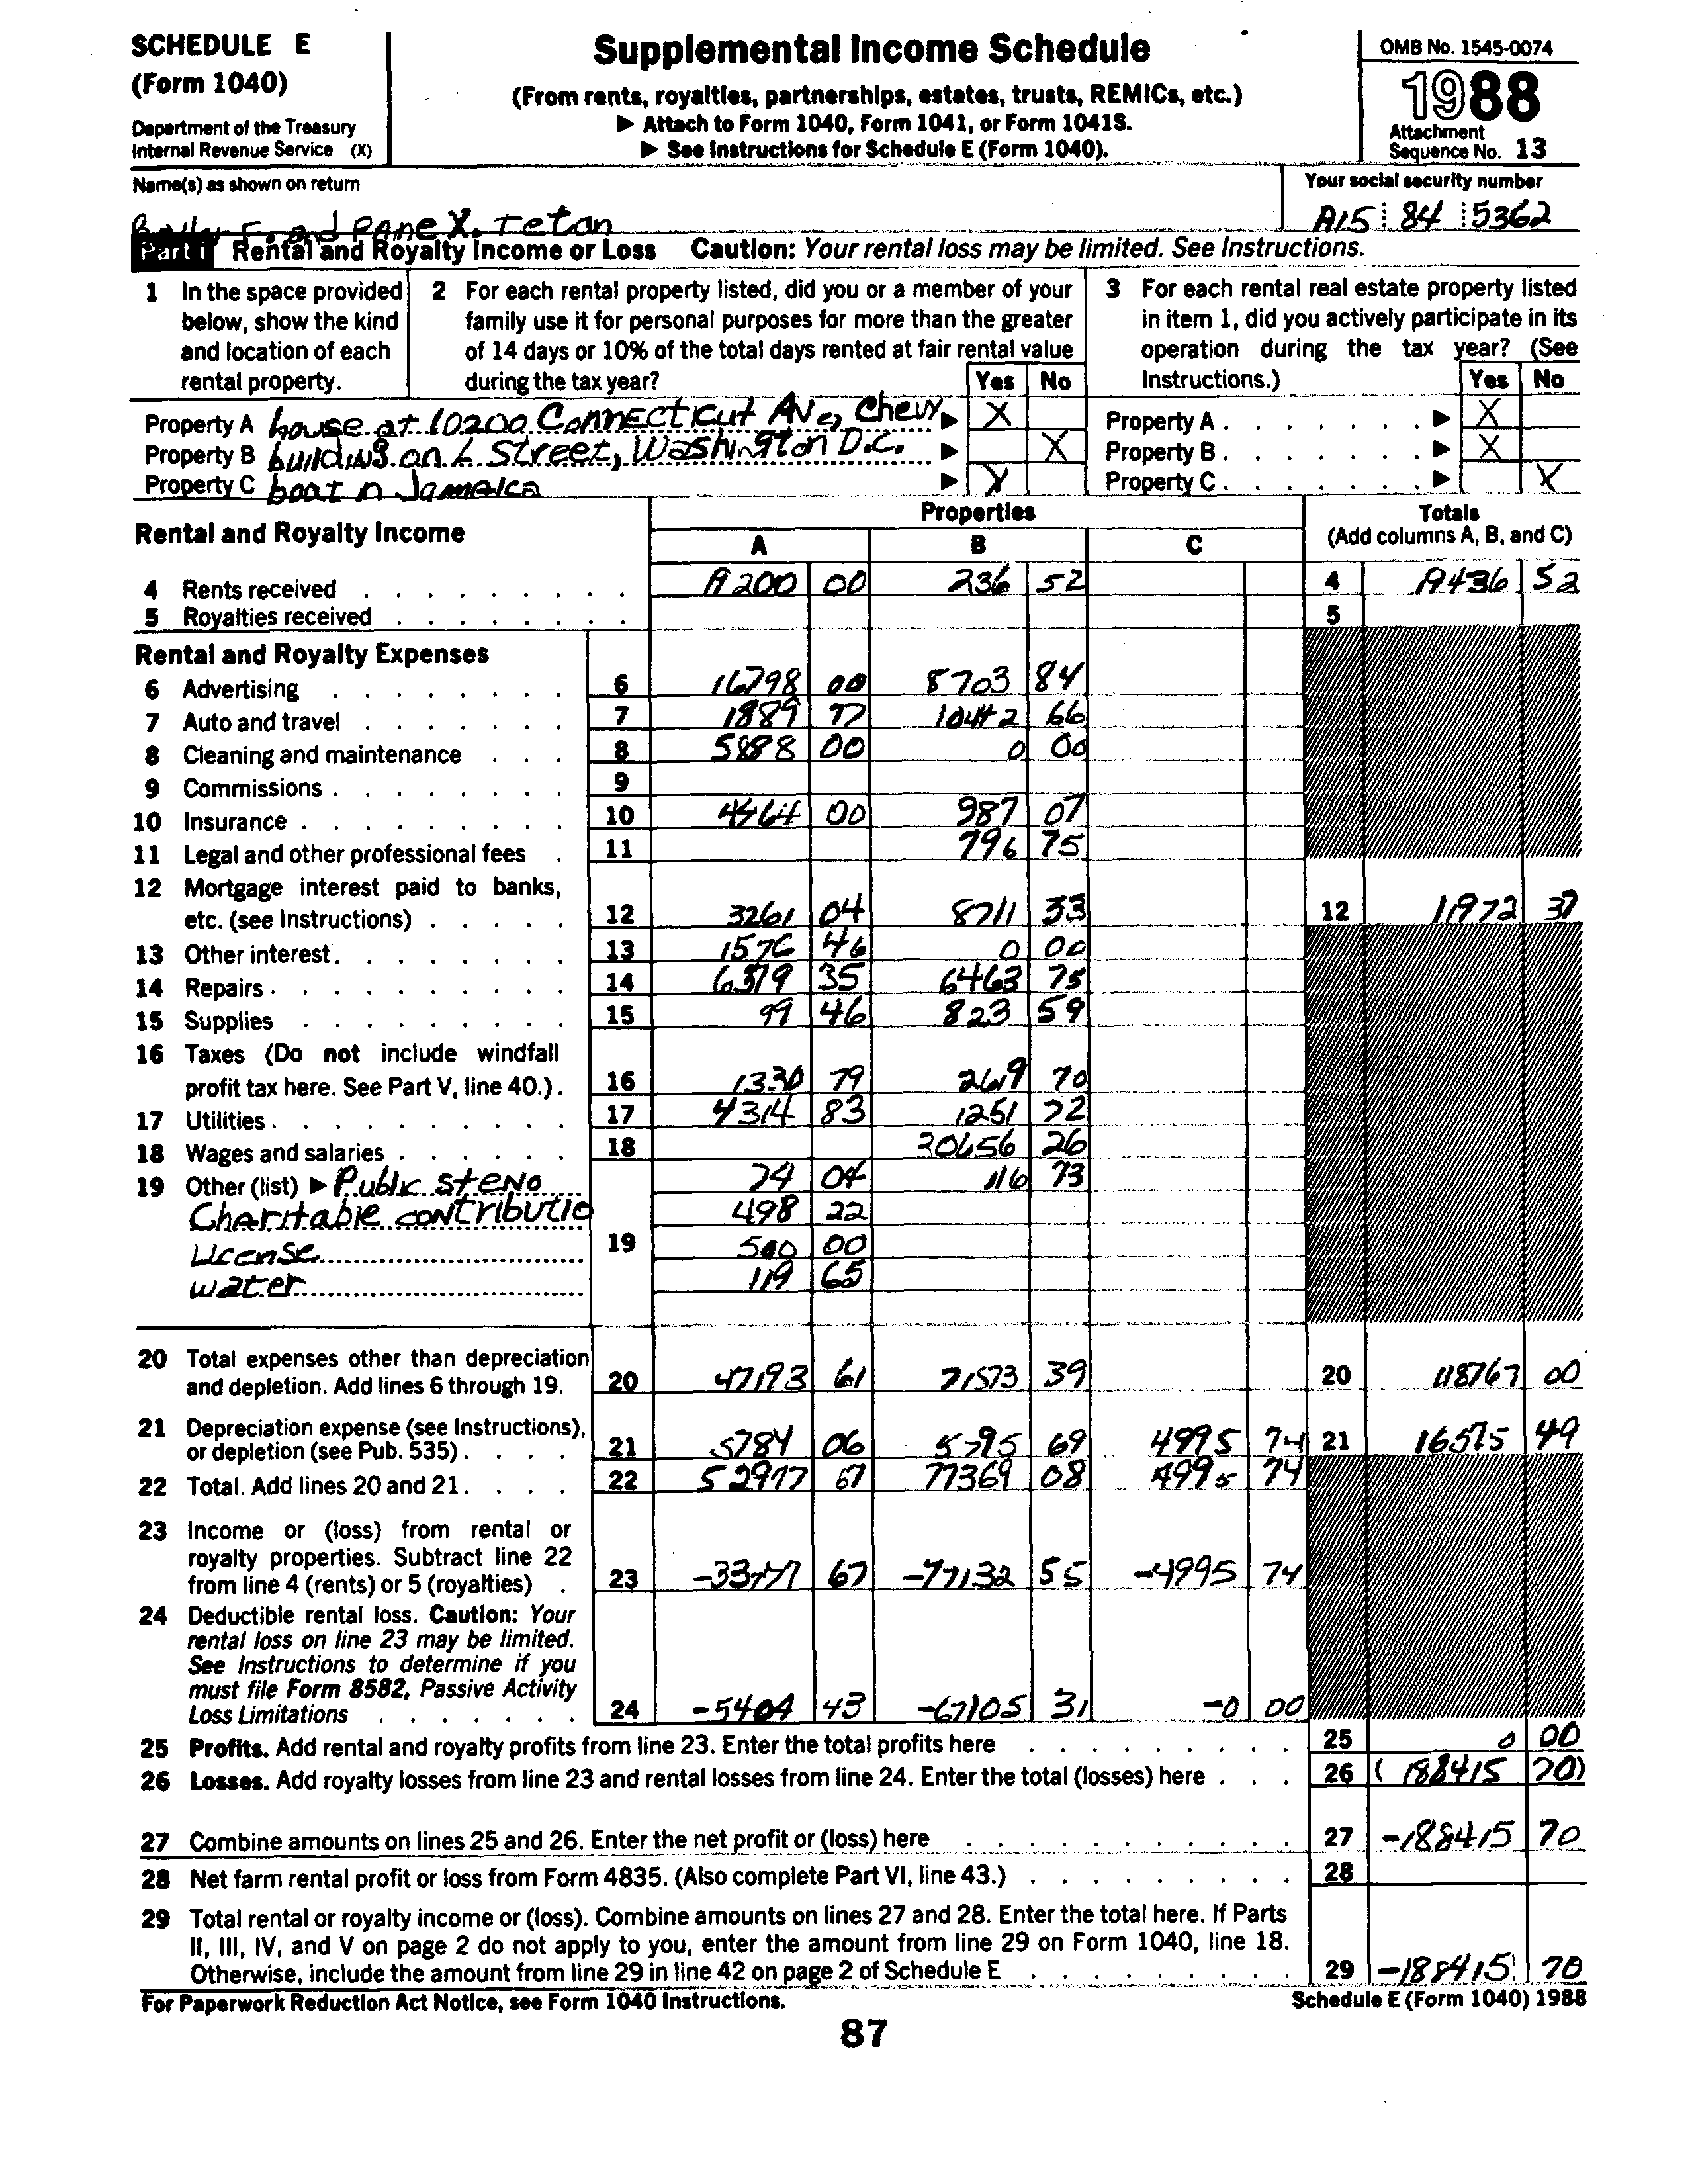 SCHEDULE E
(Form 1040)
Department of the Treasury
Internal Revenue Service (X)
Supplemental Income Schedule
(From rents, royalties, partnerships, estates, trusts, REMICs, etc.)
▶ Attach to Form 1040, Form 1041, or Form 1041S.
▶ See Instructions for Schedule E (Form 1040).
OMB No. 1545-0074
1988
Attachment
Sequence No. 13
Name(s) as shown on return
F. and X. Tetan
Your social security number
A15 84 5362
Part I Rental and Royalty Income or Loss Caution: Your rental loss may be limited. See Instructions.
1 In the space provided below, show the kind and location of each rental property.
2 For each rental property listed, did you or a member of your family use it for personal purposes for more than the greater of 14 days or 10% of the total days rented at fair rental value during the tax year? Yes No
3 For each rental real estate property listed in item 1, did you actively participate in its operation during the tax year? (See Instructions.) Yes No
Property A house at 10200 Connecticut Ave, Chevy ▶ X Property A . . . . . . . ▶ X
Property B building on L Street, Washington D.C. ▶ X Property B . . . . . . . ▶ X
Property C boat in Jamaica ▶ X Property C . . . . . . . ▶ X
Rental and Royalty Income
Properties
A B C
Totals
(Add columns A, B, and C)
4 Rents received A200 00 236 52 4 A436 52
5 Royalties received 5
Rental and Royalty Expenses
6 Advertising 6 16798 00 8703 84
7 Auto and travel 7 1889 77 10442 66
8 Cleaning and maintenance 8 5888 00 0 00
9 Commissions 9
10 Insurance 10 4464 00 987 07
11 Legal and other professional fees 11 796 75
12 Mortgage interest paid to banks,
etc. (see Instructions) 12 3261 04 8711 33 12 11972 37
13 Other interest 13 1576 46 0 00
14 Repairs 14 6379 35 6463 75
15 Supplies 15 99 46 823 59
16 Taxes (Do not include windfall
profit tax here. See Part V, line 40.) 16 1330 79 2619 70
17 Utilities 17 4314 83 1251 72
18 Wages and salaries 18 30656 26
19 Other (list) ▶ Public steno 74 04 116 73
Charitable contributio 498 22
License 19 500 00
water 119 65
20 Total expenses other than depreciation
and depletion. Add lines 6 through 19. 20 47193 61 71573 39 20 118767 00
21 Depreciation expense (see Instructions),
or depletion (see Pub. 535) 21 5784 06 5795 69 4995 74 21 16575 49
22 Total. Add lines 20 and 21. 22 52977 67 77369 08 4995 74
23 Income or (loss) from rental or
royalty properties. Subtract line 22
from line 4 (rents) or 5 (royalties) 23 -33777 67 -77132 55 -4995 74
24 Deductible rental loss. Caution: Your
rental loss on line 23 may be limited.
See Instructions to determine if you
must file Form 8582, Passive Activity
Loss Limitations 24 -5404 43 -67105 31 -0 00
25 Profits. Add rental and royalty profits from line 23. Enter the total profits here 25 0 00
26 Losses. Add royalty losses from line 23 and rental losses from line 24. Enter the total (losses) here 26 (188415 70)
27 Combine amounts on lines 25 and 26. Enter the net profit or (loss) here 27 -188415 70
28 Net farm rental profit or loss from Form 4835. (Also complete Part VI, line 43.) 28
29 Total rental or royalty income or (loss). Combine amounts on lines 27 and 28. Enter the total here. If Parts
II, III, IV, and V on page 2 do not apply to you, enter the amount from line 29 on Form 1040, line 18.
Otherwise, include the amount from line 29 in line 42 on page 2 of Schedule E 29 -188415 70
For Paperwork Reduction Act Notice, see Form 1040 Instructions.
Schedule E (Form 1040) 1988
87